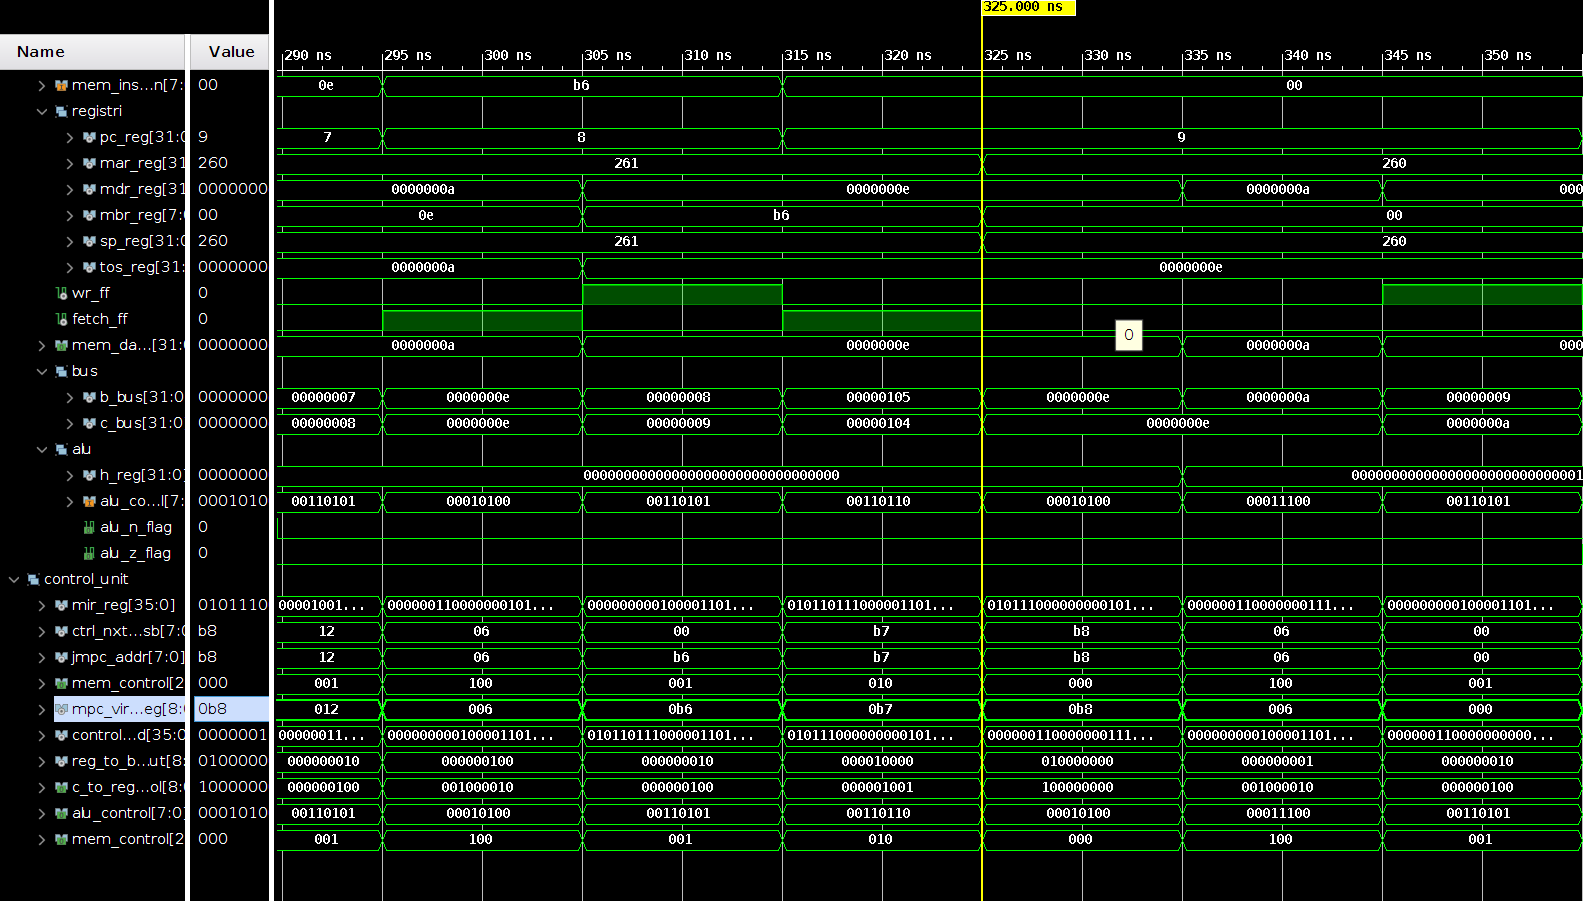 325.000 ns
Name Value 290 ns 295 ns 300 ns 305 ns 310 ns 315 ns 320 ns 325 ns 330 ns 335 ns 340 ns 345 ns 350 ns
mem_ins...n[7: 00 0e b6 00
registri
pc_reg[31:0 9 7 8 9
mar_reg[31 260 261 260
mdr_reg[31 0000000 0000000a 0000000e 0000000a 000
mbr_reg[7: 00 0e b6 00
sp_reg[31:0 260 261 260
tos_reg[31: 0000000 0000000a 0000000e
wr_ff 0
fetch_ff 0
0
mem_da...[31: 0000000 0000000a 0000000e 0000000a 000
bus
b_bus[31:0 0000000 00000007 0000000e 00000008 00000105 0000000e 0000000a 00000009
c_bus[31:0 0000000 00000008 0000000e 00000009 00000104 0000000e 0000000a
alu
h_reg[31:0] 0000000 00000000000000000000000000000000 00000000000000000000000000001
alu_co...l[7: 0001010 00110101 00010100 00110101 00110110 00010100 00011100 00110101
alu_n_flag 0
alu_z_flag 0
control_unit
mir_reg[35:0] 0101110 00001001... 000000110000000101... 000000000100001101... 010110111000001101... 010111000000000101... 000000110000000111... 000000000100001101...
ctrl_nxt...sb[7:0 b8 12 06 00 b7 b8 06 00
jmpc_addr[7:0] b8 12 06 b6 b7 b8 06 00
mem_control[2 000 001 100 001 010 000 100 001
mpc_vir...eg[8:0 0b8 012 006 0b6 0b7 0b8 006 000
control...d[35:0 0000001 00000011... 000000000100001101... 010110111000001101... 010111000000000101... 000000110000000111... 000000000100001101... 000000110000000000...
reg_to_b...ut[8: 0100000 000000010 000000100 000000010 000010000 010000000 000000001 000000010
c_to_reg...ol[8: 1000000 000000100 001000010 000000100 000001001 100000000 001000010 000000100
alu_control[7:0] 0001010 00110101 00010100 00110101 00110110 00010100 00011100 00110101
mem_control[2 000 001 100 001 010 000 100 001